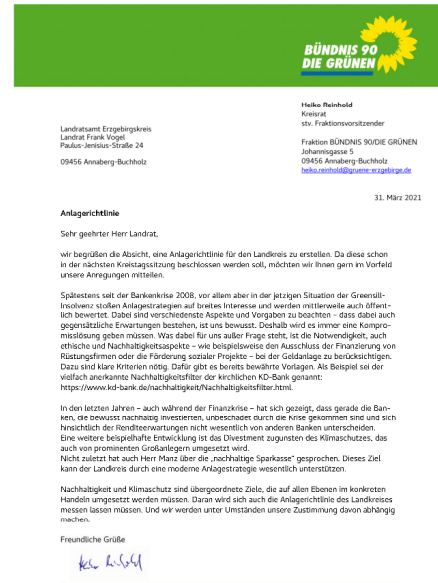 BÜNDNIS 90
DIE GRÜNEN
Heiko Reinhold
Kreisrat
stv. Fraktionsvorsitzender
Landratsamt Erzgebirgskreis
Landrat Frank Vogel
Paulus-Jenisius-Straße 24
09456 Annaberg-Buchholz
Fraktion BÜNDNIS 90/DIE GRÜNEN
Johannisgasse 5
09456 Annaberg-Buchholz
heiko.reinhold@gruene-erzgebirge.de
31. März 2021
Anlagerichtlinie
Sehr geehrter Herr Landrat,
wir begrüßen die Absicht, eine Anlagerichtlinie für den Landkreis zu erstellen. Da diese schon
in der nächsten Kreistagssitzung beschlossen werden soll, möchten wir Ihnen gern im Vorfeld
unsere Anregungen mitteilen.
Spätestens seit der Bankenkrise 2008, vor allem aber in der jetzigen Situation der Greensill-
Insolvenz stoßen Anlagestrategien auf breites Interesse und werden mittlerweile auch öffent-
lich bewertet. Dabei sind verschiedenste Aspekte und Vorgaben zu beachten – dass dabei auch
gegensätzliche Erwartungen bestehen, ist uns bewusst. Deshalb wird es immer eine Kompro-
misslösung geben müssen. Was dabei für uns außer Frage steht, ist die Notwendigkeit, auch
ethische und Nachhaltigkeitsaspekte – wie beispielsweise den Ausschluss der Finanzierung von
Rüstungsfirmen oder die Förderung sozialer Projekte – bei der Geldanlage zu berücksichtigen.
Dazu sind klare Kriterien nötig. Dafür gibt es bereits bewährte Vorlagen. Als Beispiel sei der
vielfach anerkannte Nachhaltigkeitsfilter der kirchlichen KD-Bank genannt:
https://www.kd-bank.de/nachhaltigkeit/Nachhaltigkeitsfilter.html.
In den letzten Jahren – auch während der Finanzkrise – hat sich gezeigt, dass gerade die Ban-
ken, die bewusst nachhaltig investierten, unbeschadet durch die Krise gekommen sind und sich
hinsichtlich der Renditeerwartungen nicht wesentlich von anderen Banken unterscheiden.
Eine weitere beispielhafte Entwicklung ist das Divestment zugunsten des Klimaschutzes, das
auch von prominenten Großanlegern umgesetzt wird.
Nicht zuletzt hat auch Herr Manz über die „nachhaltige Sparkasse" gesprochen. Dieses Ziel
kann der Landkreis durch eine moderne Anlagestrategie wesentlich unterstützen.
Nachhaltigkeit und Klimaschutz sind übergeordnete Ziele, die auf allen Ebenen im konkreten
Handeln umgesetzt werden müssen. Daran wird sich auch die Anlagerichtlinie des Landkreises
messen lassen müssen. Und wir werden unter Umständen unsere Zustimmung davon abhängig
machen.
Freundliche Grüße
Heiko Reinhold